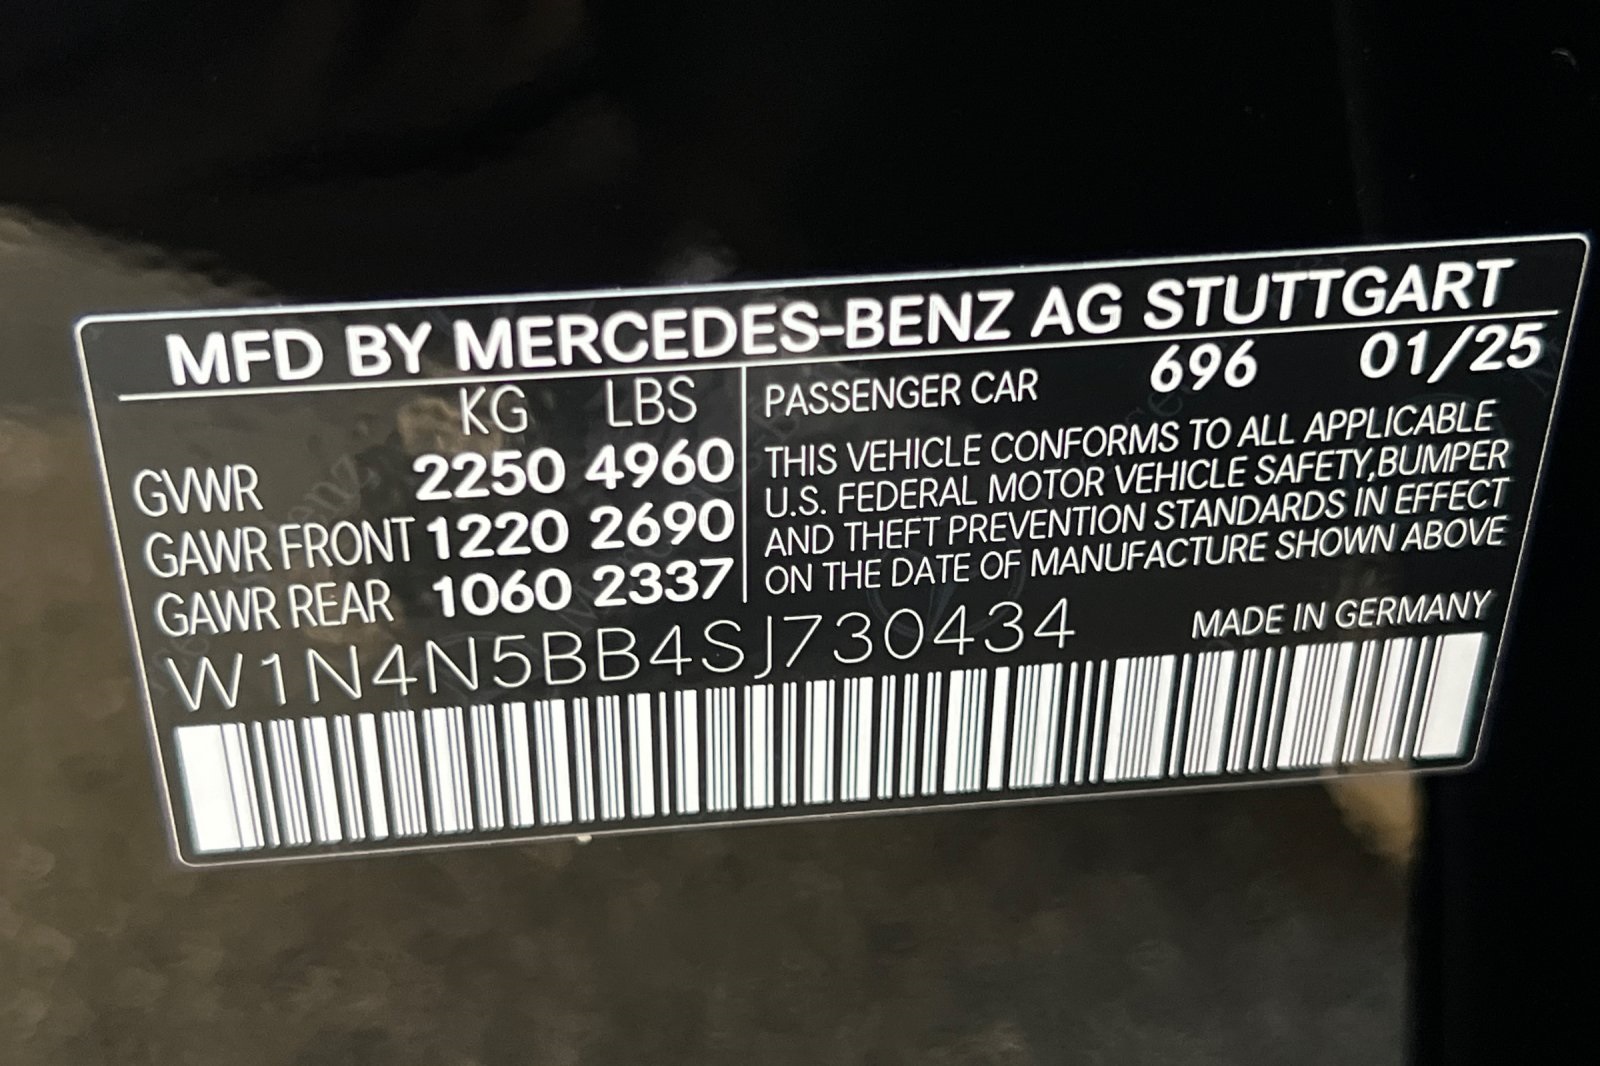 MFD BY MERCEDES-BENZ AG STUTTGART
KG LBS
GVWR 2250 4960
GAWR FRONT 1220 2690
GAWR REAR 1060 2337
PASSENGER CAR 696 01/25
THIS VEHICLE CONFORMS TO ALL APPLICABLE
U.S. FEDERAL MOTOR VEHICLE SAFETY,BUMPER
AND THEFT PREVENTION STANDARDS IN EFFECT
ON THE DATE OF MANUFACTURE SHOWN ABOVE
W1N4N5BB4SJ730434
MADE IN GERMANY